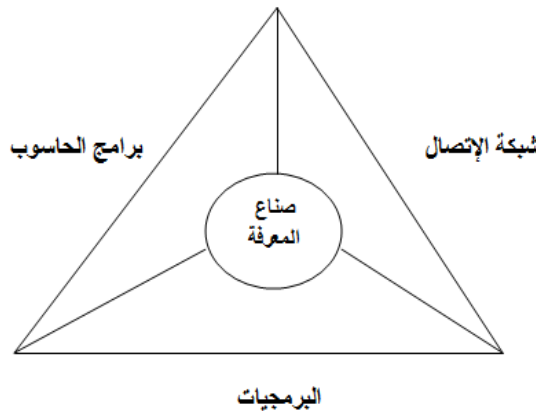 شبكة الإتصال
برامج الحاسوب
صناع
المعرفة
البرمجيات